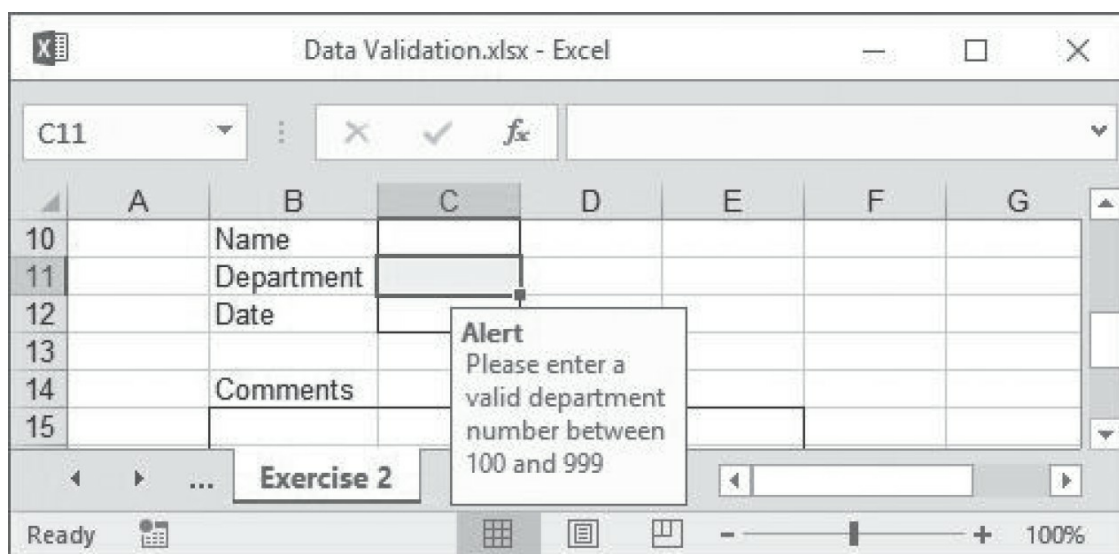 Data Validation.xlsx - Excel
C11 fx
A B C D E F G
10 Name
11 Department
12 Date
13
14 Comments
15
Alert
Please enter a
valid department
number between
100 and 999
... Exercise 2
Ready - + 100%